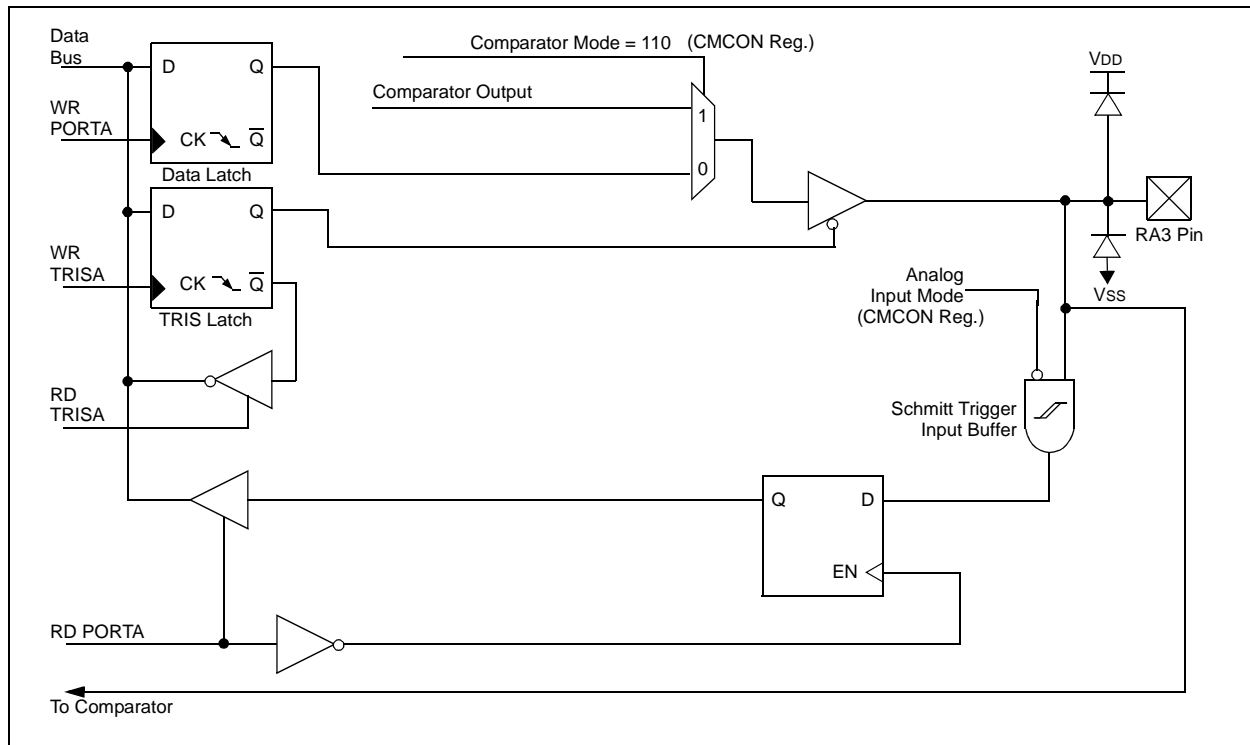 Data
Bus
D
Q
WR
PORTA
CK
Q
Data Latch
Comparator Mode = 110 (CMCON Reg.)
Comparator Output
1
0
VDD
RA3 Pin
VSS
D
Q
WR
TRISA
CK
Q
TRIS Latch
Analog
Input Mode
(CMCON Reg.)
RD
TRISA
Schmitt Trigger
Input Buffer
Q
D
EN
RD PORTA
To Comparator